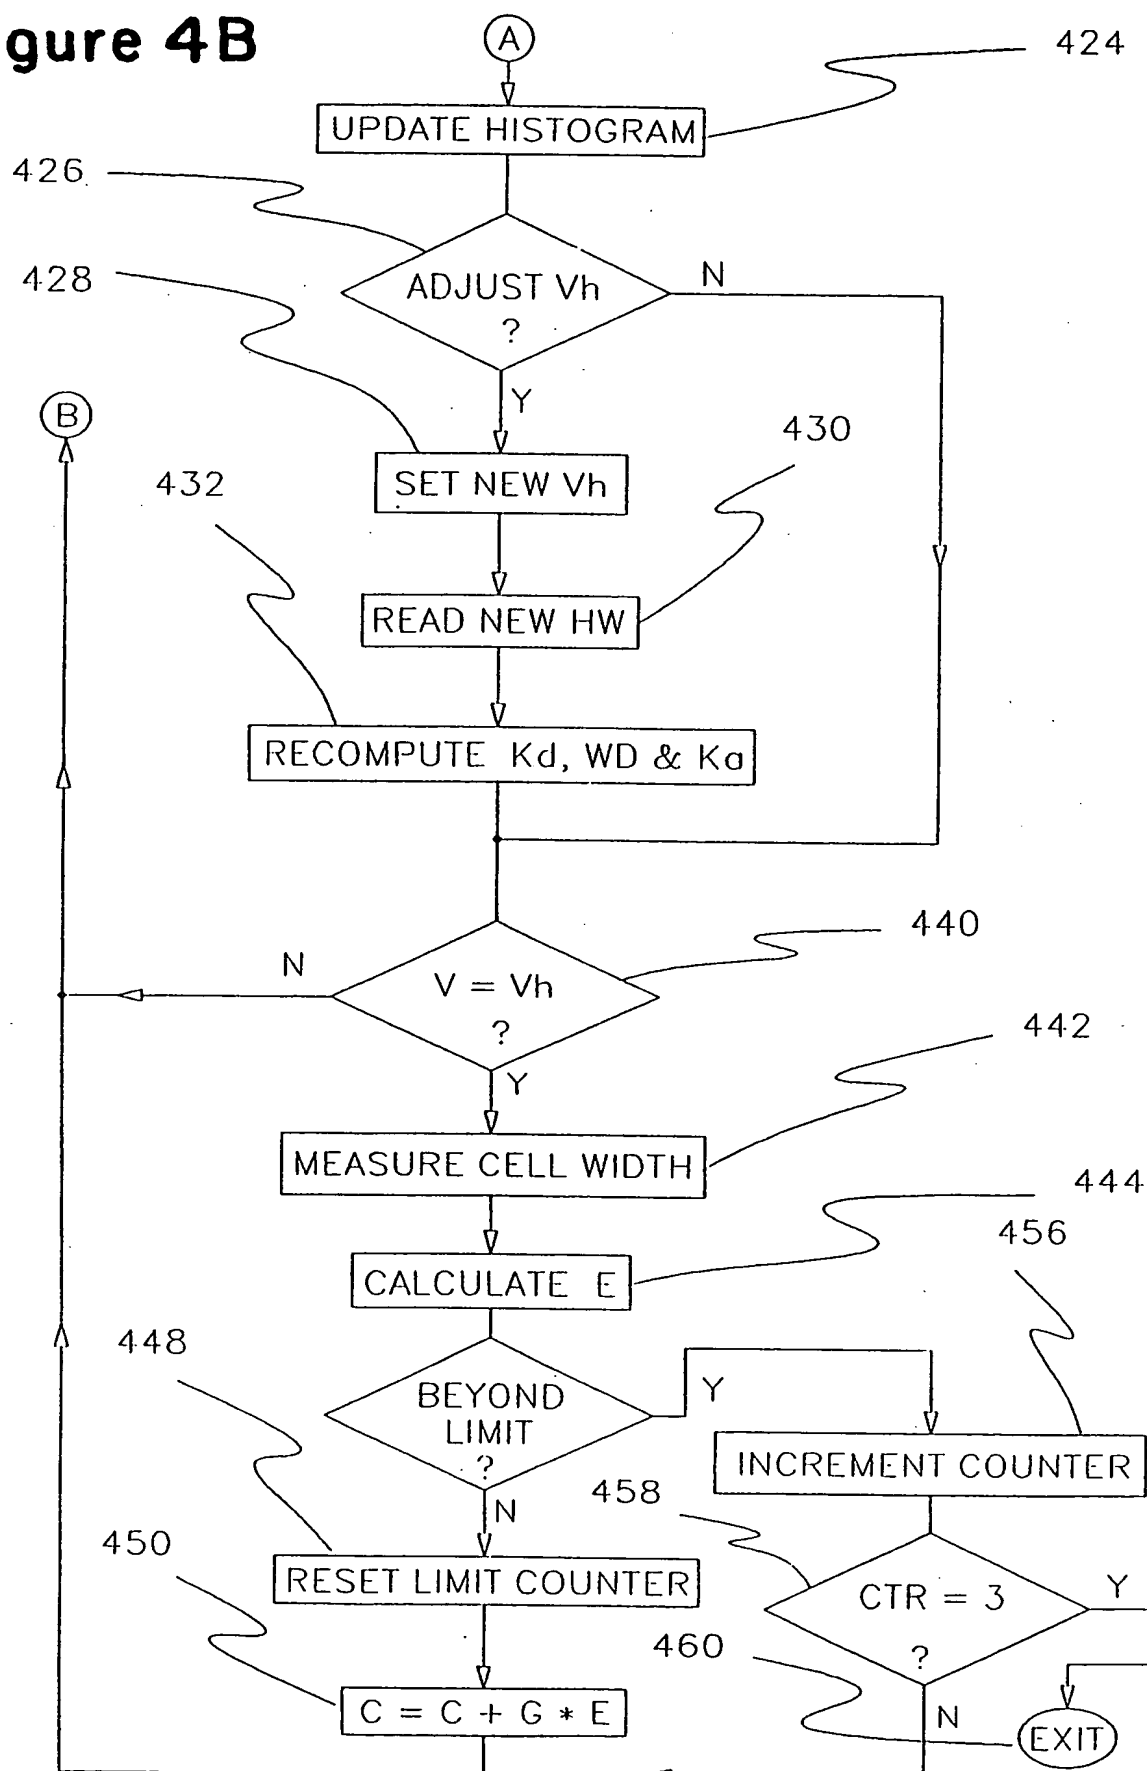 gure 4B
A
424
UPDATE HISTOGRAM
426
ADJUST Vh
?
N
428
Y
B
SET NEW Vh
430
432
READ NEW HW
RECOMPUTE Kd, WD & Ka
440
N
V = Vh
?
Y
442
MEASURE CELL WIDTH
444
CALCULATE E
456
448
BEYOND
LIMIT
?
Y
N
INCREMENT COUNTER
458
450
RESET LIMIT COUNTER
CTR = 3
?
Y
460
N
C = C + G * E
EXIT